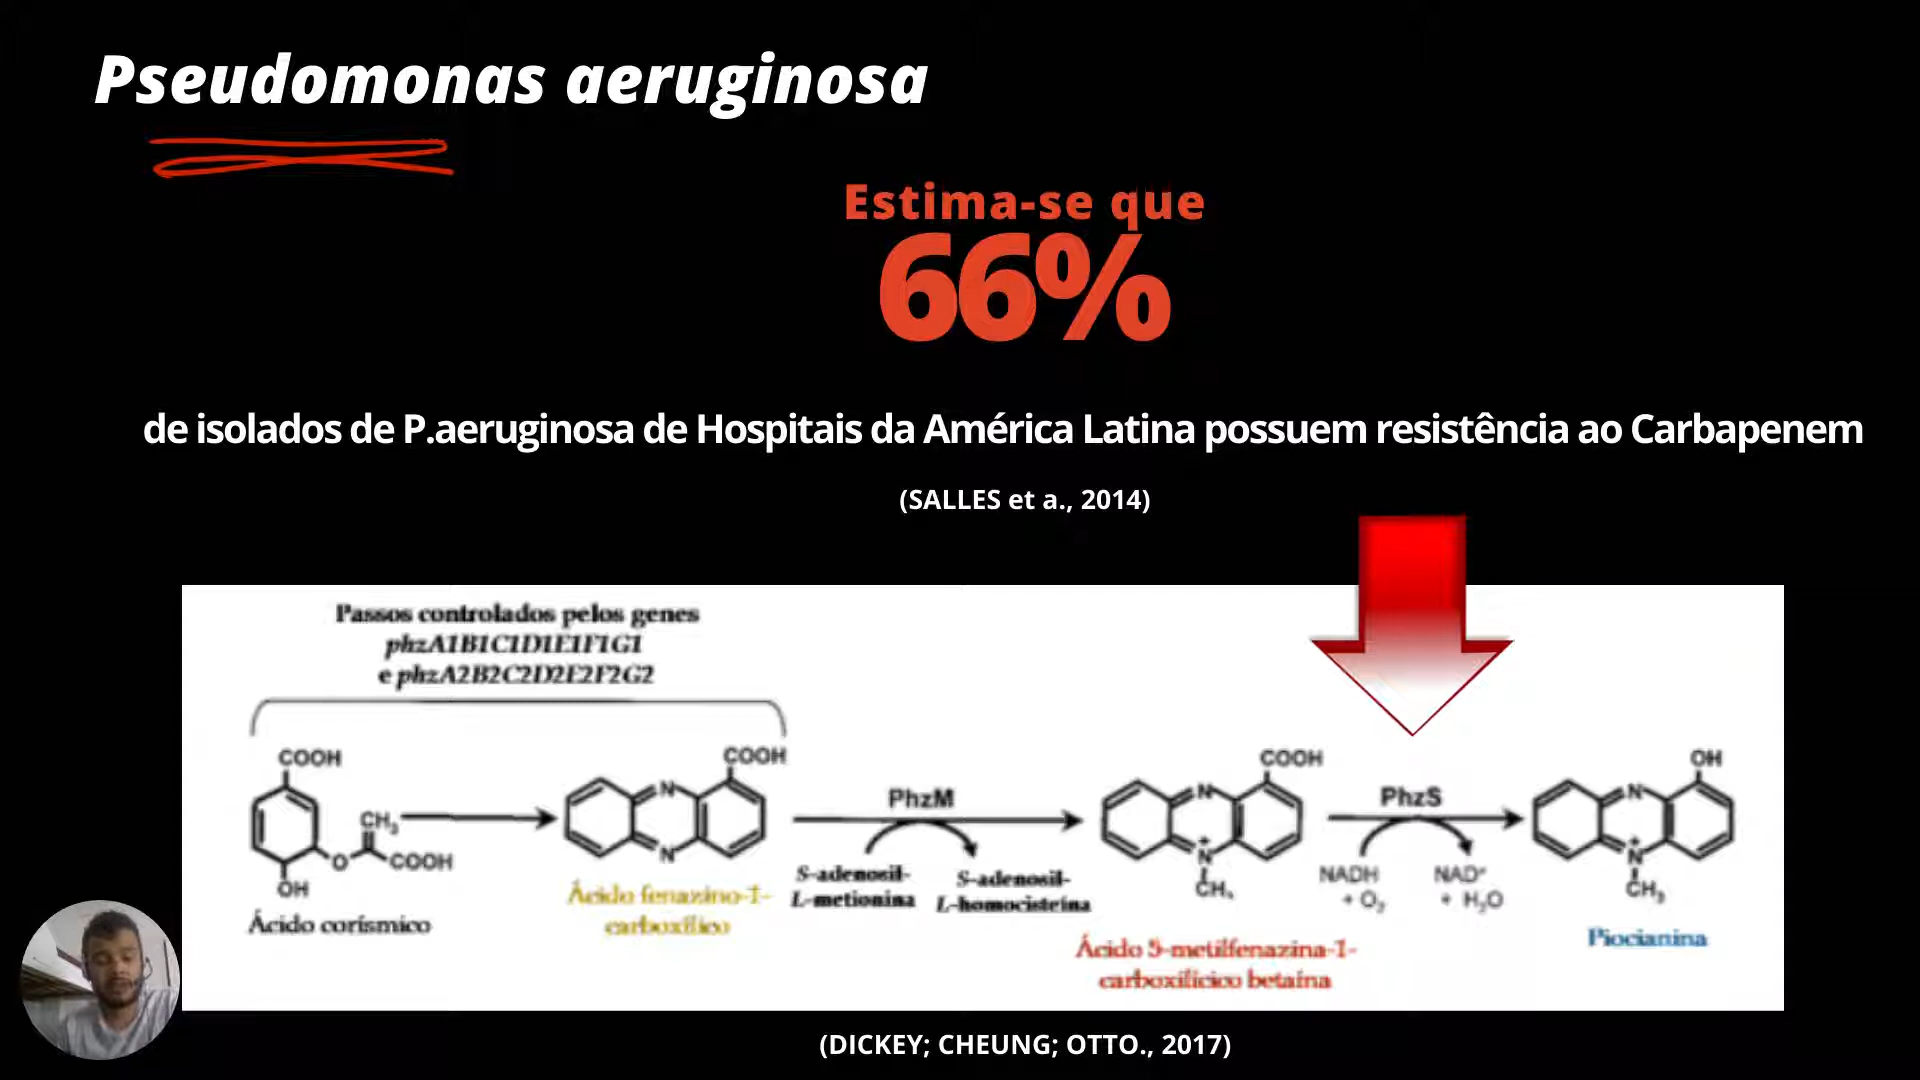 Pseudomonas aeruginosa
Estima-se que
66%
de isolados de P.aeruginosa de Hospitais da América Latina possuem resistência ao Carbapenem
(SALLES et a., 2014)
Passos controlados pelos genes
phzA1B1C1D1E1F1G1
e phzA2B2C2D2E2F2G2
COOH
CH₂
O
COOH
OH
Ácido corísmico
COOH
N
N
Ácido fenazino-1-
carboxílico
PhzM
S-adenosil-
L-metionina
S-adenosil-
L-homocisteína
COOH
N
N+
CH₃
Ácido 5-metilfenazina-1-
carboxilícico betaína
PhzS
NADH
+ O₂
NAD⁺
+ H₂O
OH
N
N+
CH₃
Piocianina
(DICKEY; CHEUNG; OTTO., 2017)